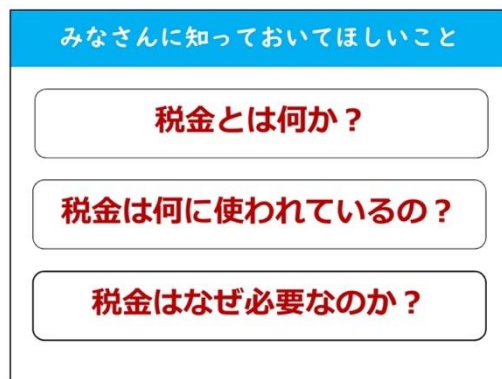 みなさんに知っておいてほしいこと
税金とは何か？
税金は何に使われているの？
税金はなぜ必要なのか？